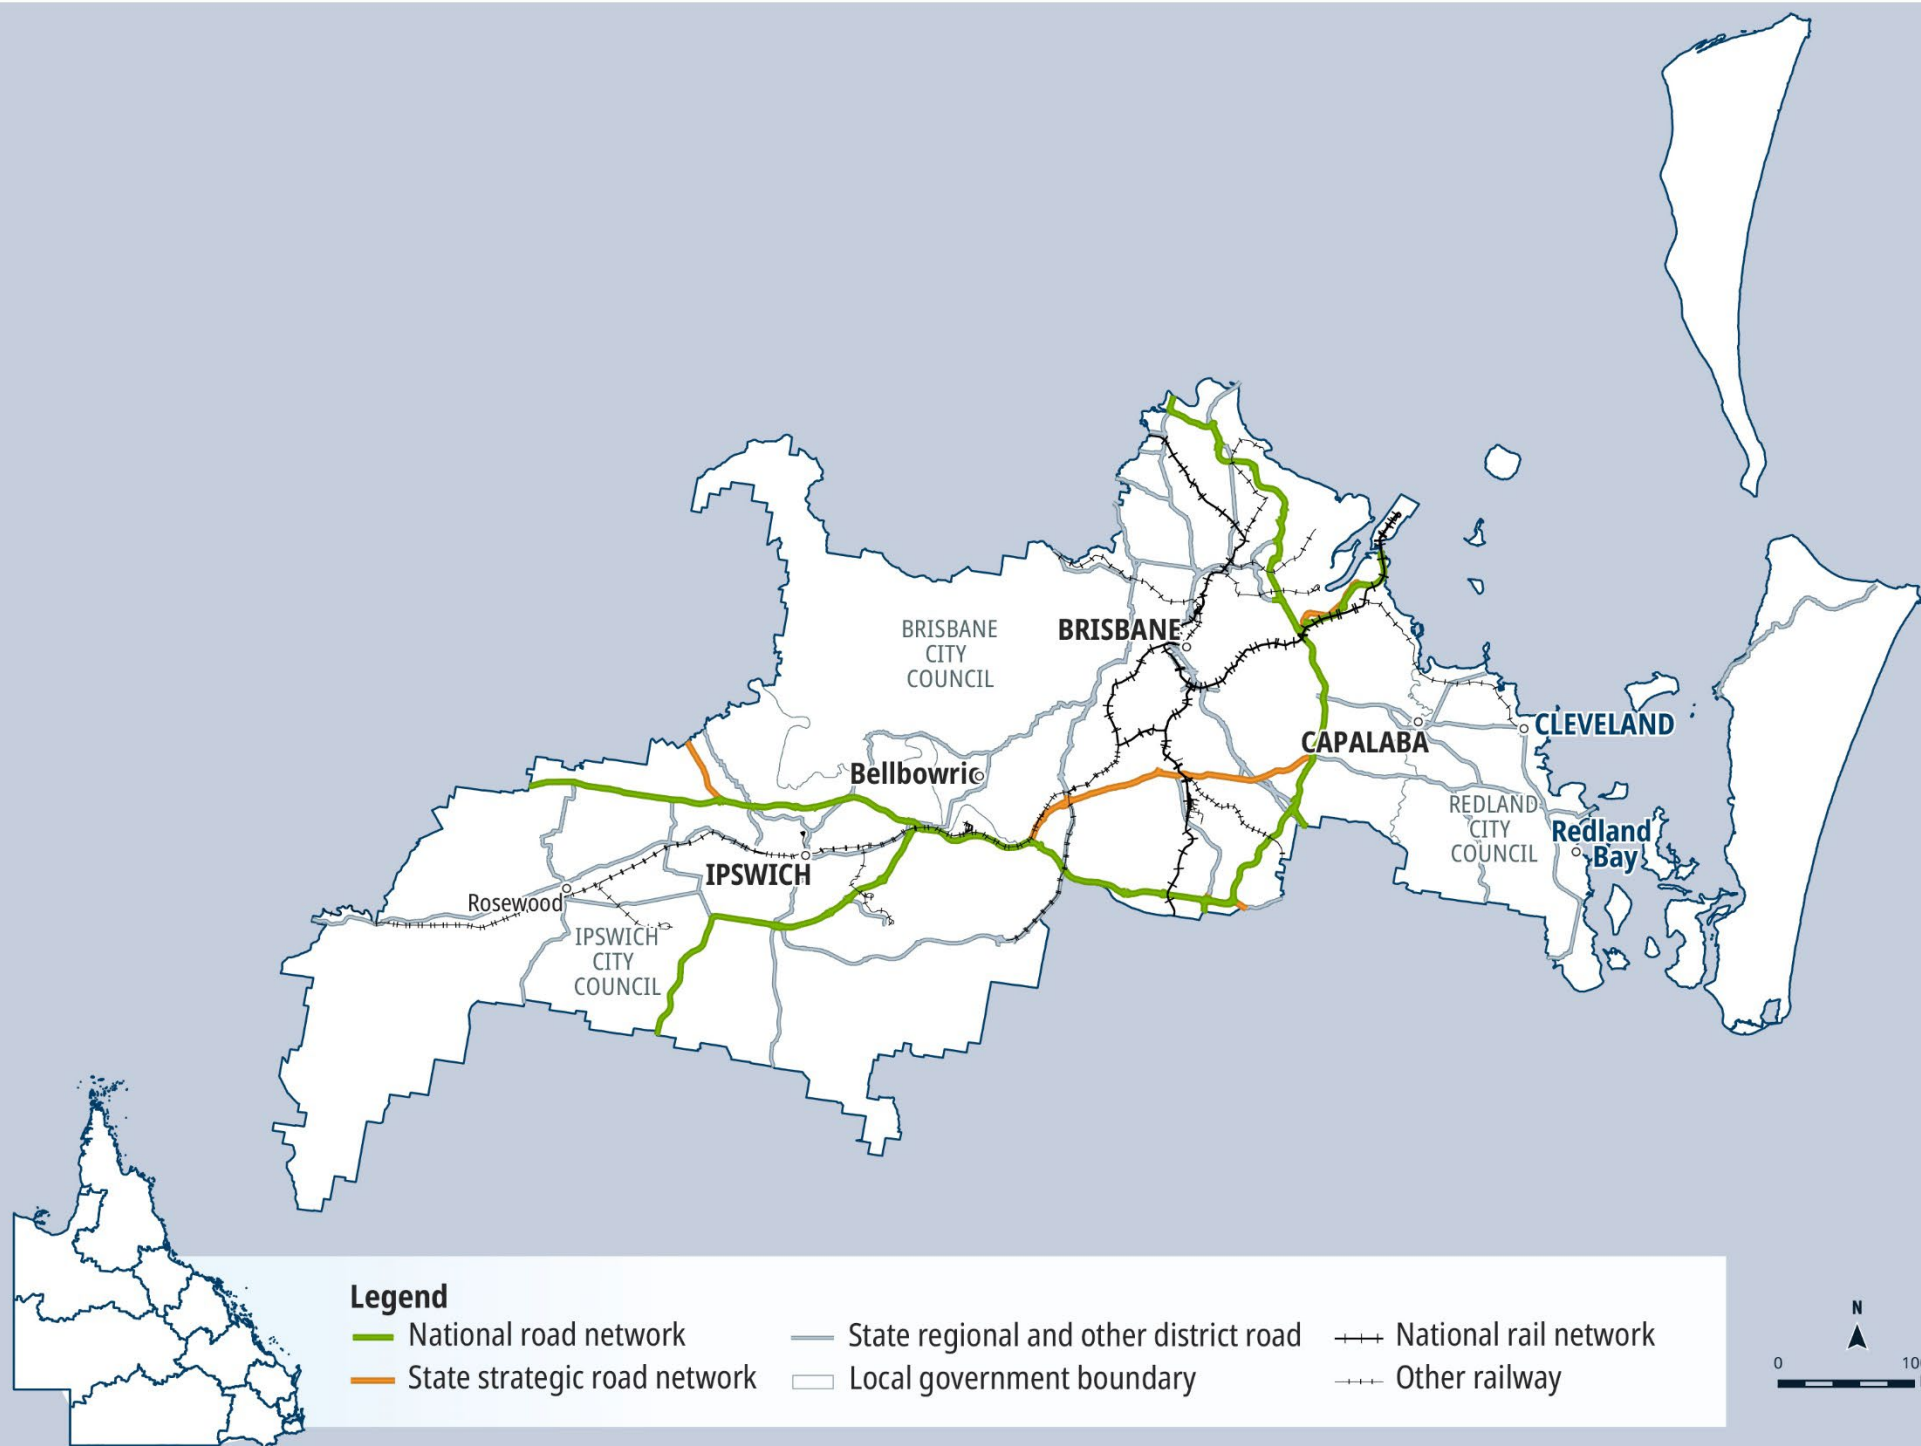 BRISBANE
CITY
COUNCIL
BRISBANE
CLEVELAND
CAPALABA
Bellbowrie
REDLAND
CITY
COUNCIL
Redland
Bay
IPSWICH
Rosewood
IPSWICH
CITY
COUNCIL
Legend
National road network
State strategic road network
State regional and other district road
Local government boundary
National rail network
Other railway
N
0